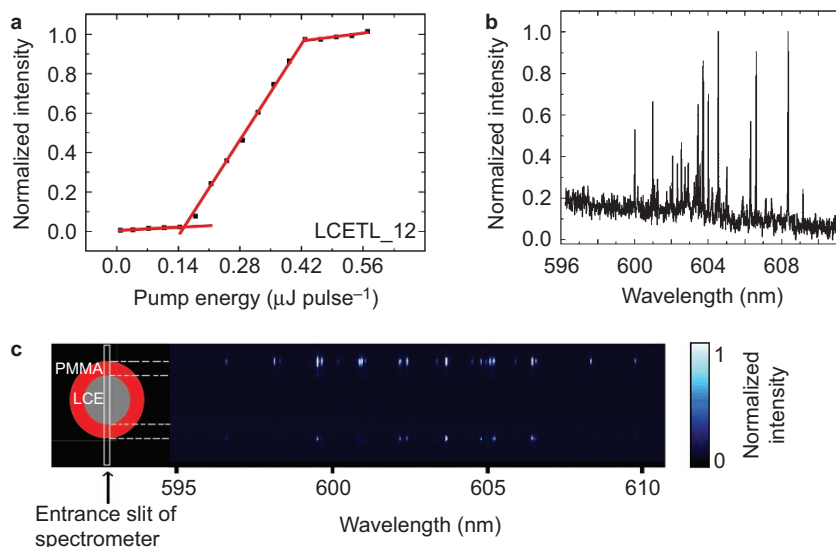 a
Normalized intensity
1.0
0.8
0.6
0.4
0.2
0.0
LCETL_12
0.0 0.14 0.28 0.42 0.56
Pump energy (μJ pulse⁻¹)
b
Normalized intensity
1.0
0.8
0.6
0.4
0.2
0.0
596 600 604 608
Wavelength (nm)
c
PMMA
LCE
595 600 605 610
Wavelength (nm)
Entrance slit of
spectrometer
1
0
Normalized
intensity